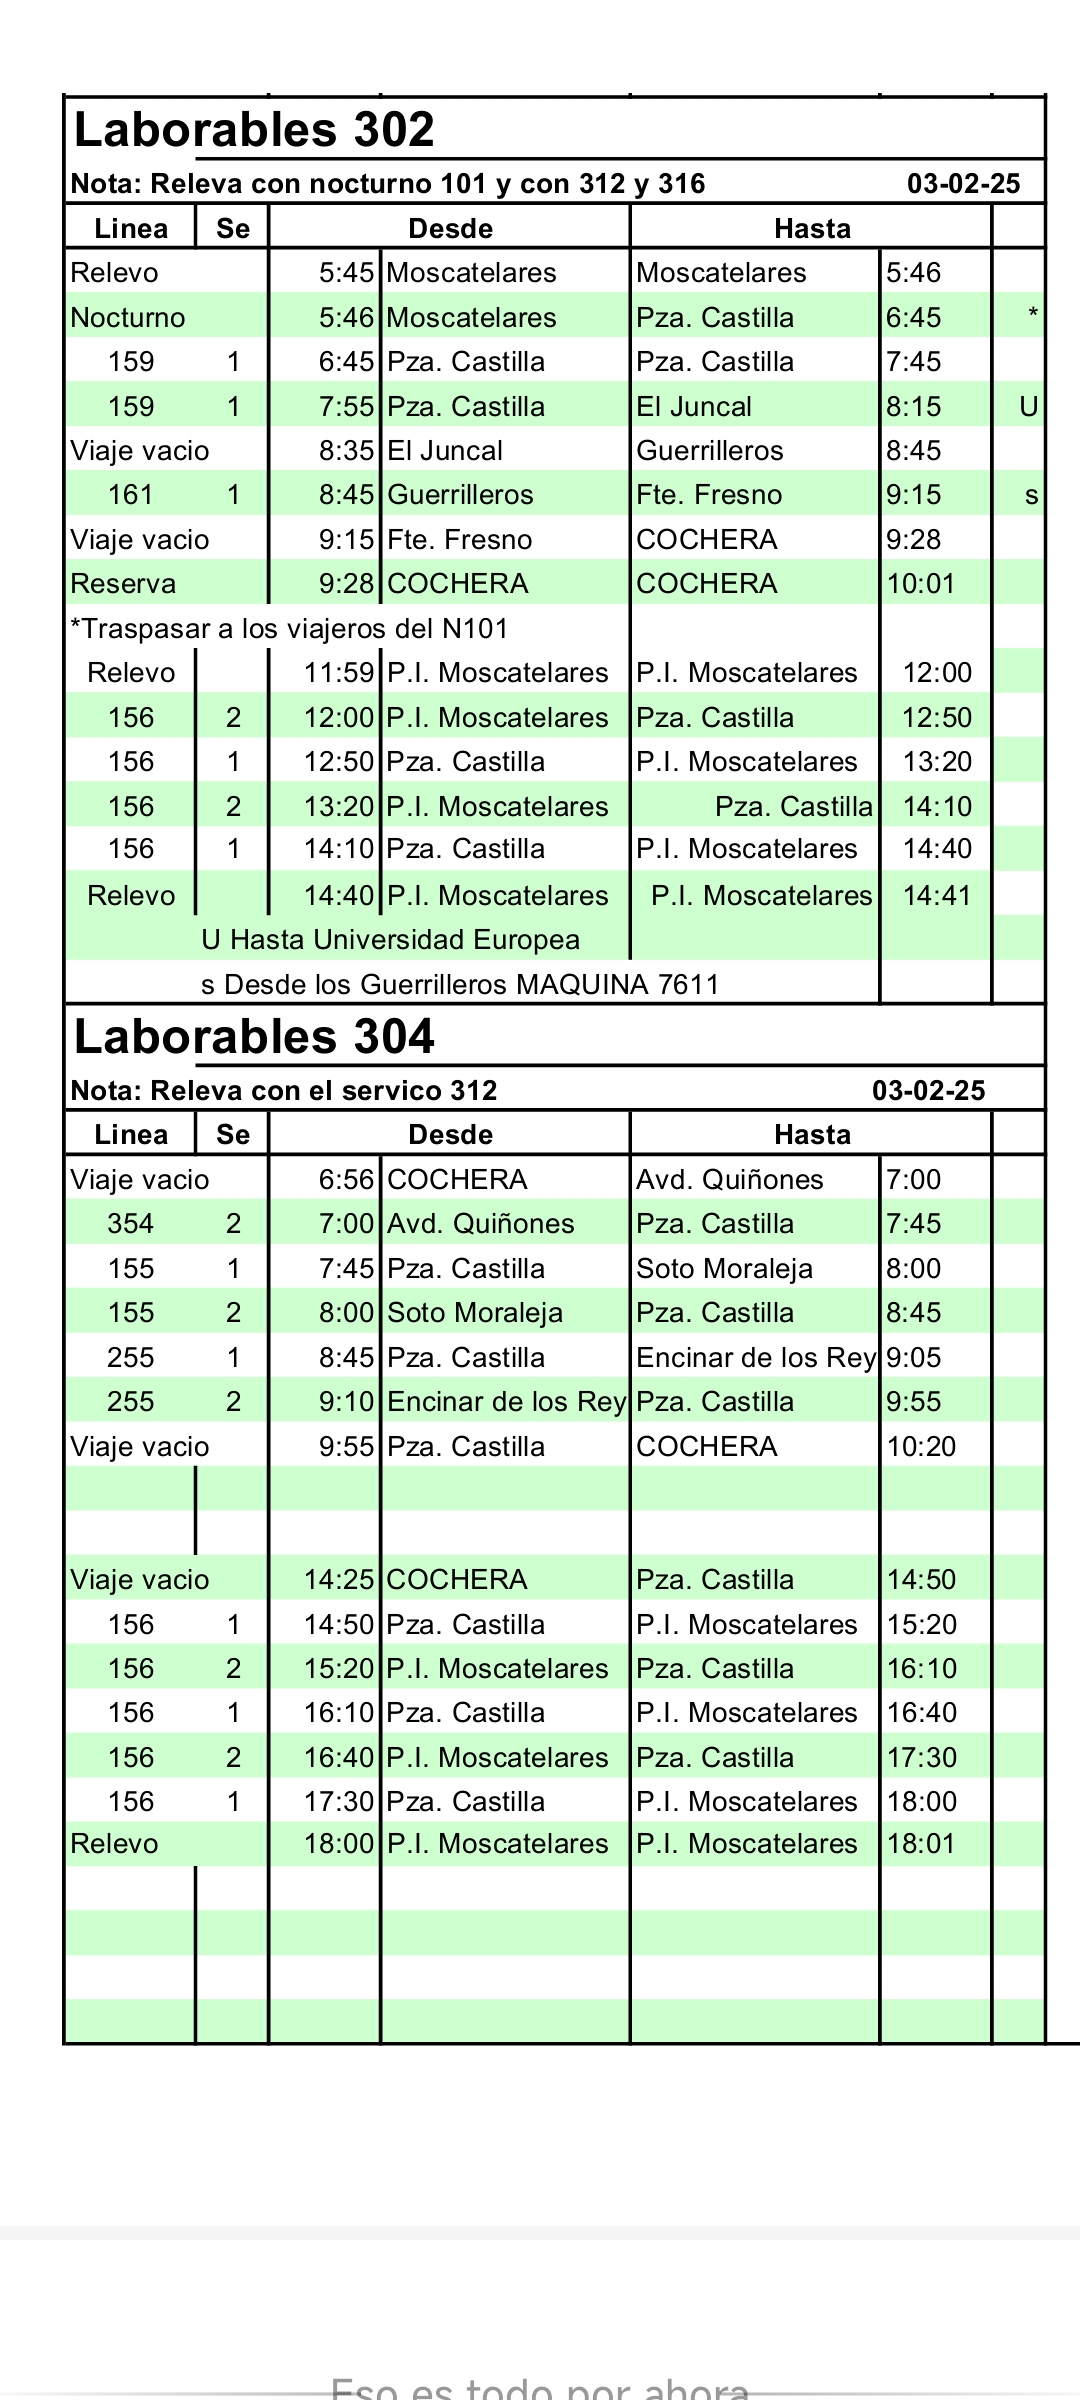 Laborables 302
Nota: Releva con nocturno 101 y con 312 y 316 03-02-25
Linea Se Desde Hasta
Relevo 5:45 Moscatelares Moscatelares 5:46
Nocturno 5:46 Moscatelares Pza. Castilla 6:45 *
159 1 6:45 Pza. Castilla Pza. Castilla 7:45
159 1 7:55 Pza. Castilla El Juncal 8:15 U
Viaje vacio 8:35 El Juncal Guerrilleros 8:45
161 1 8:45 Guerrilleros Fte. Fresno 9:15 s
Viaje vacio 9:15 Fte. Fresno COCHERA 9:28
Reserva 9:28 COCHERA COCHERA 10:01
*Traspasar a los viajeros del N101
Relevo 11:59 P.I. Moscatelares P.I. Moscatelares 12:00
156 2 12:00 P.I. Moscatelares Pza. Castilla 12:50
156 1 12:50 Pza. Castilla P.I. Moscatelares 13:20
156 2 13:20 P.I. Moscatelares Pza. Castilla 14:10
156 1 14:10 Pza. Castilla P.I. Moscatelares 14:40
Relevo 14:40 P.I. Moscatelares P.I. Moscatelares 14:41
U Hasta Universidad Europea
s Desde los Guerrilleros MAQUINA 7611
Laborables 304
Nota: Releva con el servico 312 03-02-25
Linea Se Desde Hasta
Viaje vacio 6:56 COCHERA Avd. Quiñones 7:00
354 2 7:00 Avd. Quiñones Pza. Castilla 7:45
155 1 7:45 Pza. Castilla Soto Moraleja 8:00
155 2 8:00 Soto Moraleja Pza. Castilla 8:45
255 1 8:45 Pza. Castilla Encinar de los Rey 9:05
255 2 9:10 Encinar de los Rey Pza. Castilla 9:55
Viaje vacio 9:55 Pza. Castilla COCHERA 10:20
Viaje vacio 14:25 COCHERA Pza. Castilla 14:50
156 1 14:50 Pza. Castilla P.I. Moscatelares 15:20
156 2 15:20 P.I. Moscatelares Pza. Castilla 16:10
156 1 16:10 Pza. Castilla P.I. Moscatelares 16:40
156 2 16:40 P.I. Moscatelares Pza. Castilla 17:30
156 1 17:30 Pza. Castilla P.I. Moscatelares 18:00
Relevo 18:00 P.I. Moscatelares P.I. Moscatelares 18:01
Eso es todo por ahora